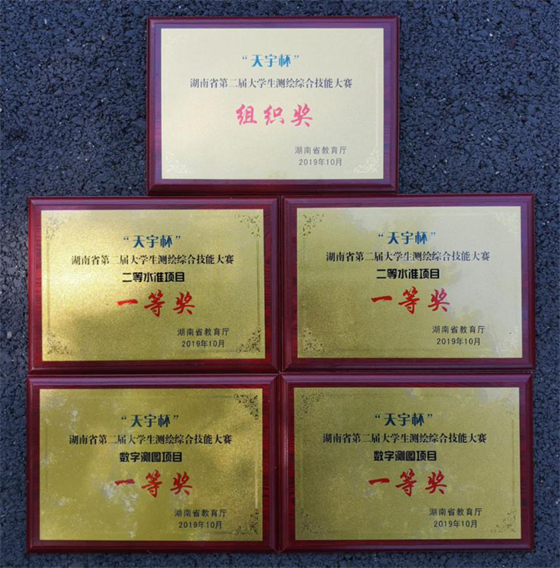 “天宇杯”
湖南省第二届大学生测绘综合技能大赛
组织奖
湖南省教育厅
2019年10月
“天宇杯”
湖南省第二届大学生测绘综合技能大赛
二等水准项目
一等奖
湖南省教育厅
2019年10月
“天宇杯”
湖南省第二届大学生测绘综合技能大赛
二等水准项目
一等奖
湖南省教育厅
2019年10月
“天宇杯”
湖南省第二届大学生测绘综合技能大赛
数字测图项目
一等奖
湖南省教育厅
2019年10月
“天宇杯”
湖南省第二届大学生测绘综合技能大赛
数字测图项目
一等奖
湖南省教育厅
2019年10月